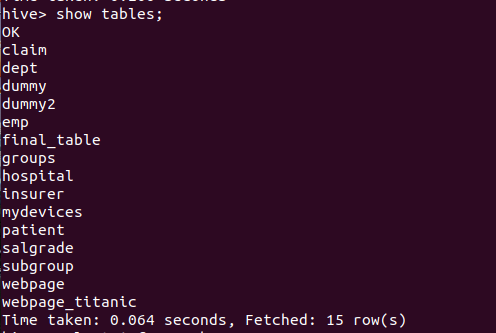 hive> show tables;
OK
claim
dept
dummy
dummy2
emp
final_table
groups
hospital
insurer
mydevices
patient
salgrade
subgroup
webpage
webpage_titanic
Time taken: 0.064 seconds, Fetched: 15 row(s)